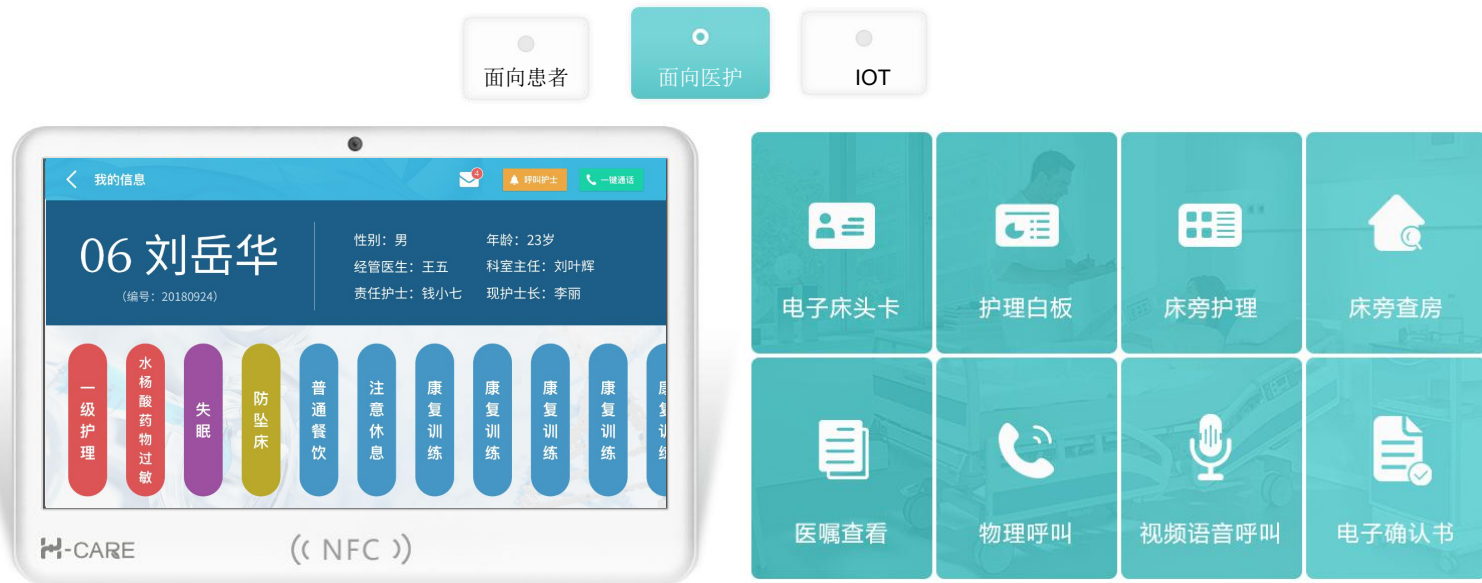 面向患者
面向医护
IOT
我的信息
4
呼叫护士
一键通话
06 刘岳华
（编号：20180924）
性别：男
年龄：23岁
经管医生：王五
科室主任：刘叶辉
责任护士：钱小七
现护士长：李丽
一级护理
水杨酸药物过敏
失眠
防坠床
普通餐饮
注意休息
康复训练
康复训练
康复训练
康复训练
康复训练
H-CARE
(( NFC ))
电子床头卡
护理白板
床旁护理
床旁查房
医嘱查看
物理呼叫
视频语音呼叫
电子确认书